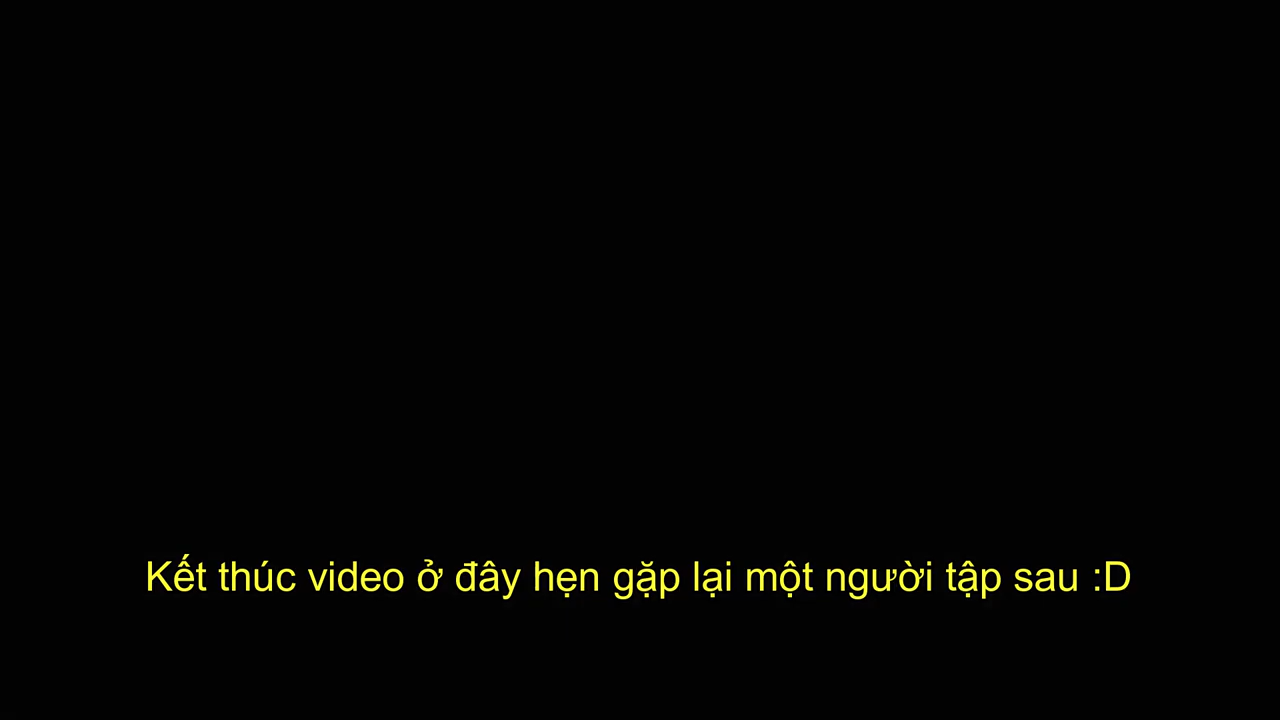 Kết thúc video ở đây hẹn gặp lại một người tập sau :D